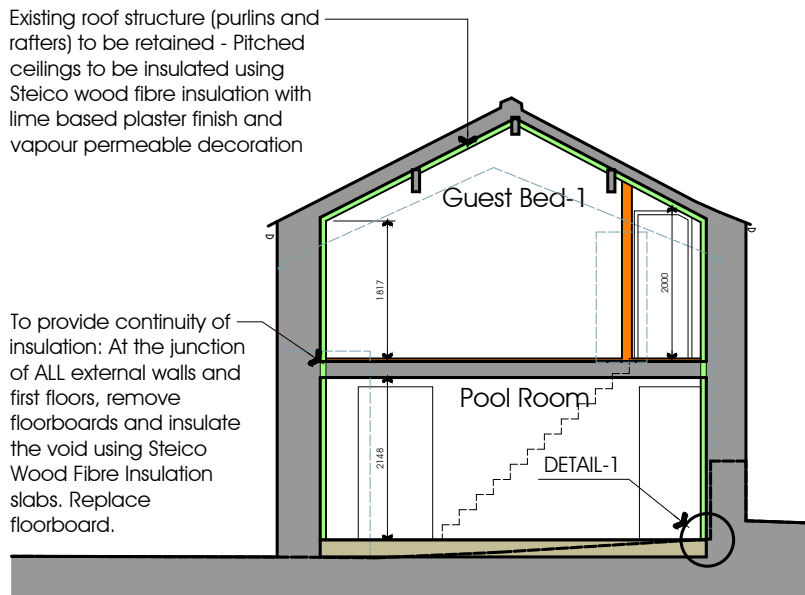 Existing roof structure (purlins and
rafters) to be retained - Pitched
ceilings to be insulated using
Steico wood fibre insulation with
lime based plaster finish and
vapour permeable decoration
Guest Bed-1
1817
2000
To provide continuity of
insulation: At the junction
of ALL external walls and
first floors, remove
floorboards and insulate
the void using Steico
Wood Fibre Insulation
slabs. Replace
floorboard.
Pool Room
2148
DETAIL-1